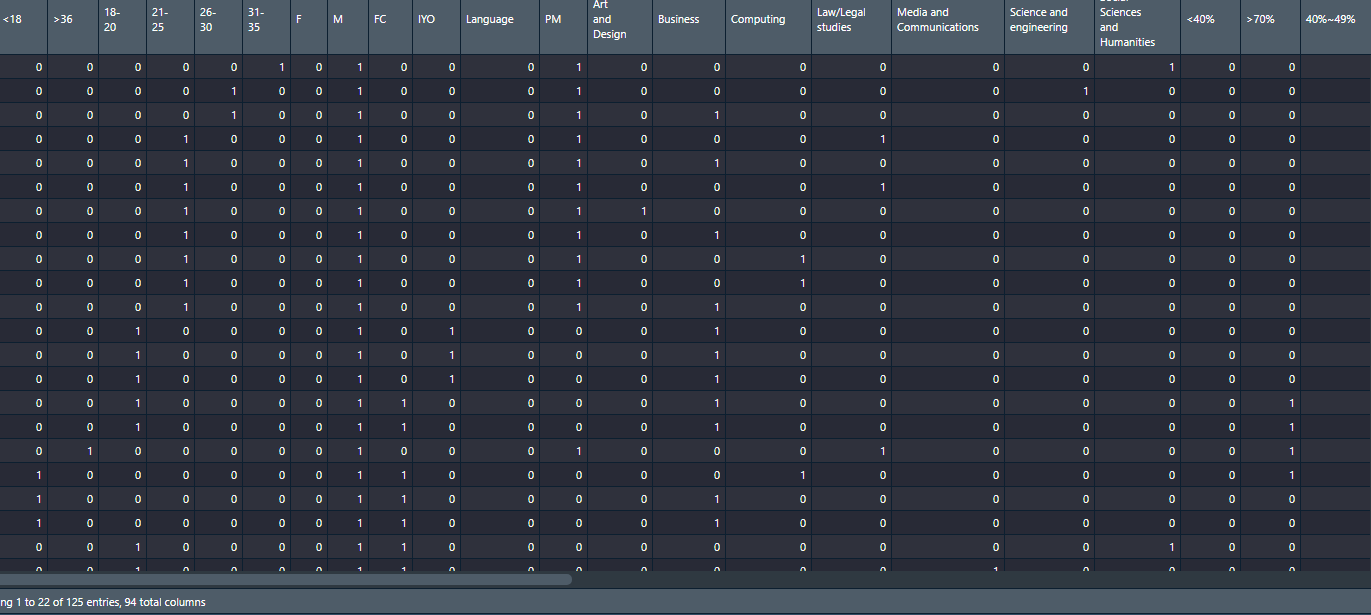 <18 >36 18-20 21-25 26-30 31-35 F M FC IYO Language PM Art and Design Business Computing Law/Legal studies Media and Communications Science and engineering Sciences and Humanities <40% >70% 40%~49%
0 0 0 0 0 1 0 1 0 0 0 1 0 0 0 0 0 0 1 0 0
0 0 0 0 1 0 0 1 0 0 0 1 0 0 0 0 0 1 0 0 0
0 0 0 0 1 0 0 1 0 0 0 1 0 1 0 0 0 0 0 0 0
0 0 0 1 0 0 0 1 0 0 0 1 0 0 0 1 0 0 0 0 0
0 0 0 1 0 0 0 1 0 0 0 1 0 1 0 0 0 0 0 0 0
0 0 0 1 0 0 0 1 0 0 0 1 0 0 0 1 0 0 0 0 0
0 0 0 1 0 0 0 1 0 0 0 1 1 0 0 0 0 0 0 0 0
0 0 0 1 0 0 0 1 0 0 0 1 0 1 0 0 0 0 0 0 0
0 0 0 1 0 0 0 1 0 0 0 1 0 0 1 0 0 0 0 0 0
0 0 0 1 0 0 0 1 0 0 0 1 0 0 1 0 0 0 0 0 0
0 0 0 1 0 0 0 1 0 0 0 1 0 1 0 0 0 0 0 0 0
0 0 1 0 0 0 0 1 0 1 0 0 0 1 0 0 0 0 0 0 0
0 0 1 0 0 0 0 1 0 1 0 0 0 1 0 0 0 0 0 0 0
0 0 1 0 0 0 0 1 0 1 0 0 0 1 0 0 0 0 0 0 0
0 0 1 0 0 0 0 1 1 0 0 0 0 1 0 0 0 0 0 0 1
0 0 1 0 0 0 0 1 1 0 0 0 0 1 0 0 0 0 0 0 1
0 1 0 0 0 0 0 1 0 0 0 1 0 0 0 1 0 0 0 0 1
1 0 0 0 0 0 0 1 1 0 0 0 0 0 1 0 0 0 0 0 1
1 0 0 0 0 0 0 1 1 0 0 0 0 1 0 0 0 0 0 0 0
1 0 0 0 0 0 0 1 1 0 0 0 0 1 0 0 0 0 0 0 0
0 0 1 0 0 0 0 1 1 0 0 0 0 0 0 0 0 0 1 0 0
ng 1 to 22 of 125 entries, 94 total columns